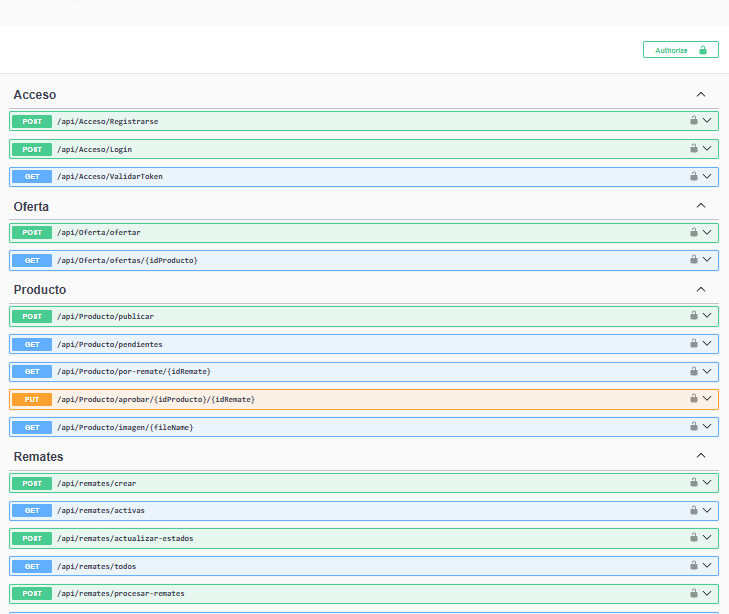 Authorize
Acceso
POST /api/Acceso/Registrarse
POST /api/Acceso/Login
GET /api/Acceso/ValidarToken
Oferta
POST /api/Oferta/ofertar
GET /api/Oferta/ofertas/{idProducto}
Producto
POST /api/Producto/publicar
GET /api/Producto/pendientes
GET /api/Producto/por-remate/{idRemate}
PUT /api/Producto/aprobar/{idProducto}/{idRemate}
GET /api/Producto/imagen/{fileName}
Remates
POST /api/remates/crear
GET /api/remates/activas
POST /api/remates/actualizar-estados
GET /api/remates/todos
POST /api/remates/procesar-remates